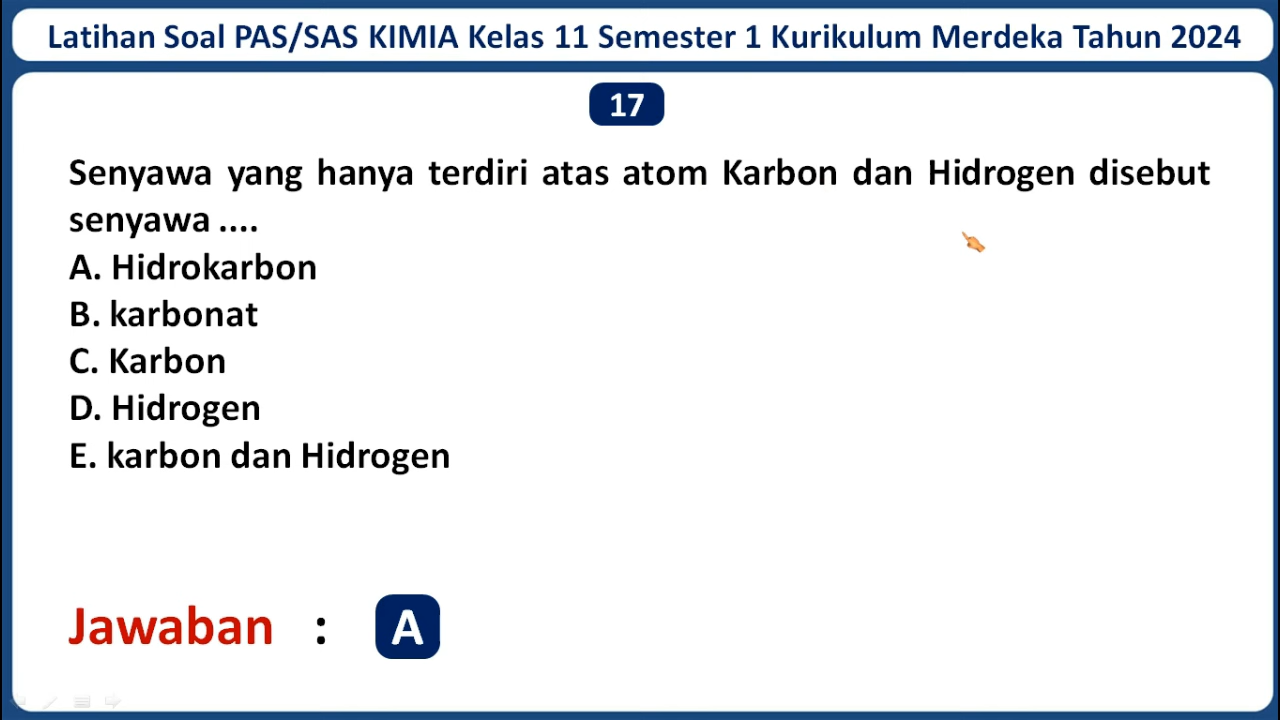 Latihan Soal PAS/SAS KIMIA Kelas 11 Semester 1 Kurikulum Merdeka Tahun 2024
17
Senyawa yang hanya terdiri atas atom Karbon dan Hidrogen disebut
senyawa ....
A. Hidrokarbon
B. karbonat
C. Karbon
D. Hidrogen
E. karbon dan Hidrogen
Jawaban : A